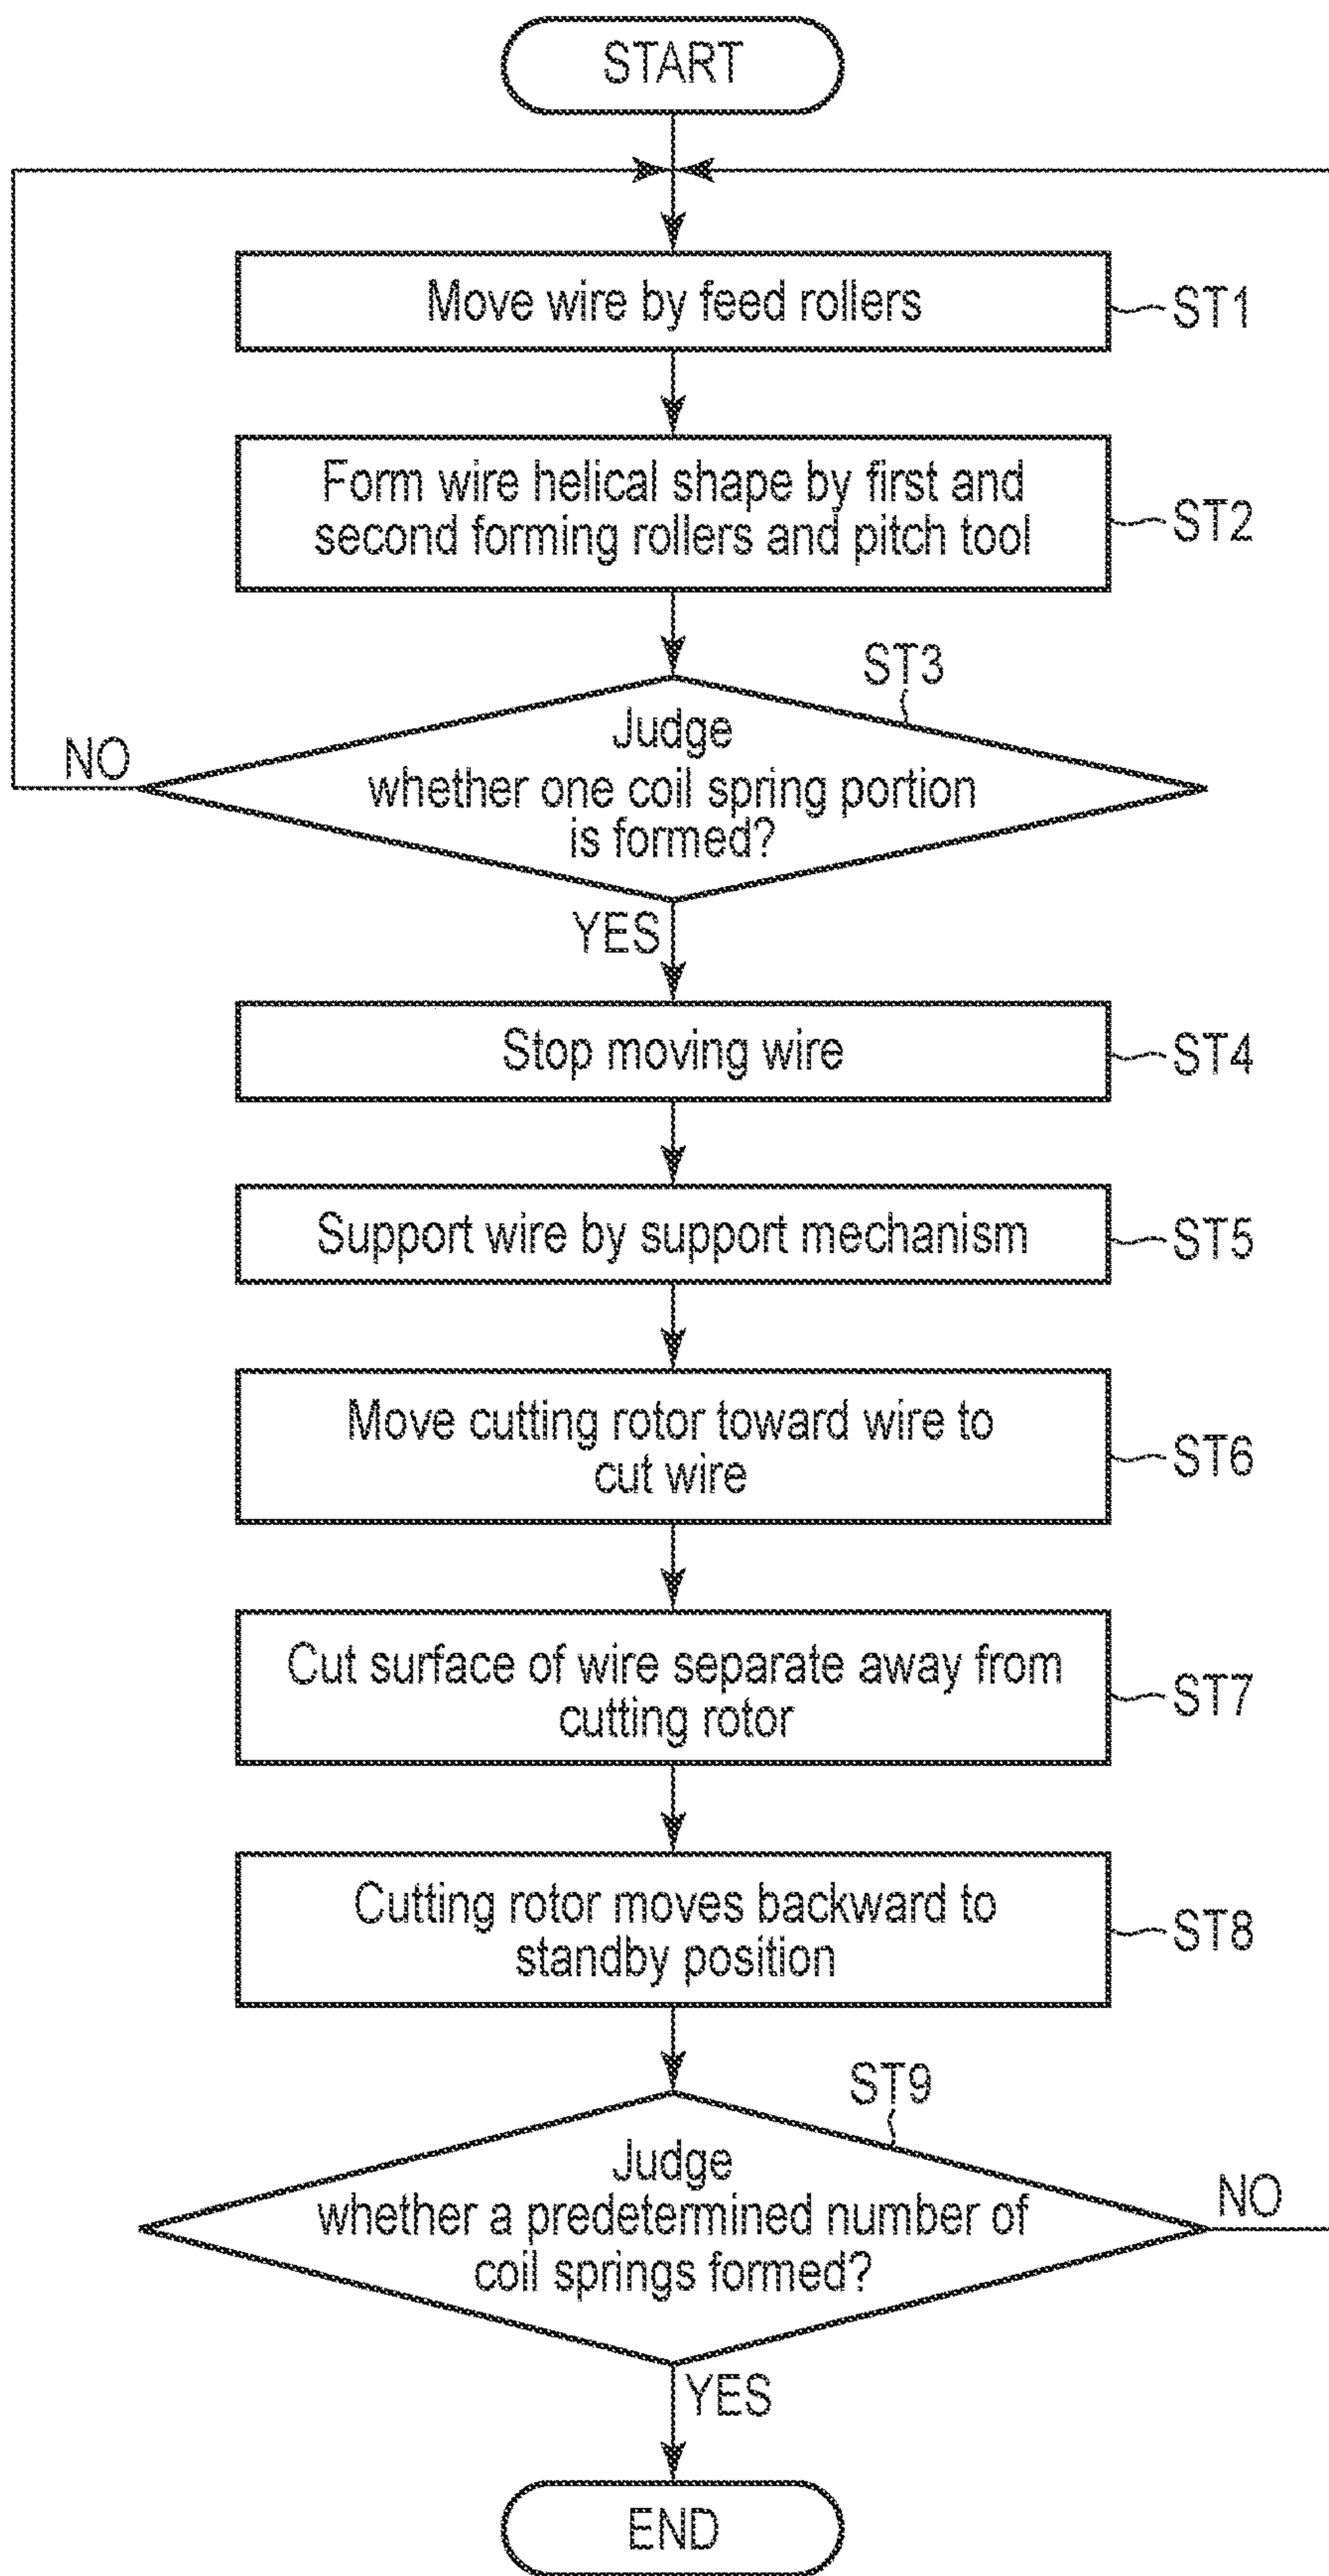 START
Move wire by feed rollers
ST1
Form wire helical shape by first and
second forming rollers and pitch tool
ST2
ST3
Judge
whether one coil spring portion
is formed?
NO
YES
Stop moving wire
ST4
Support wire by support mechanism
ST5
Move cutting rotor toward wire to
cut wire
ST6
Cut surface of wire separate away from
cutting rotor
ST7
Cutting rotor moves backward to
standby position
ST8
ST9
Judge
whether a predetermined number of
coil springs formed?
NO
YES
END